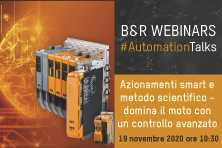 B&R WEBINARS
#AutomationTalks
Azionamenti smart e
metodo scientifico -
domina il moto con
un controllo avanzato
19 novembre 2020 ore 10:30